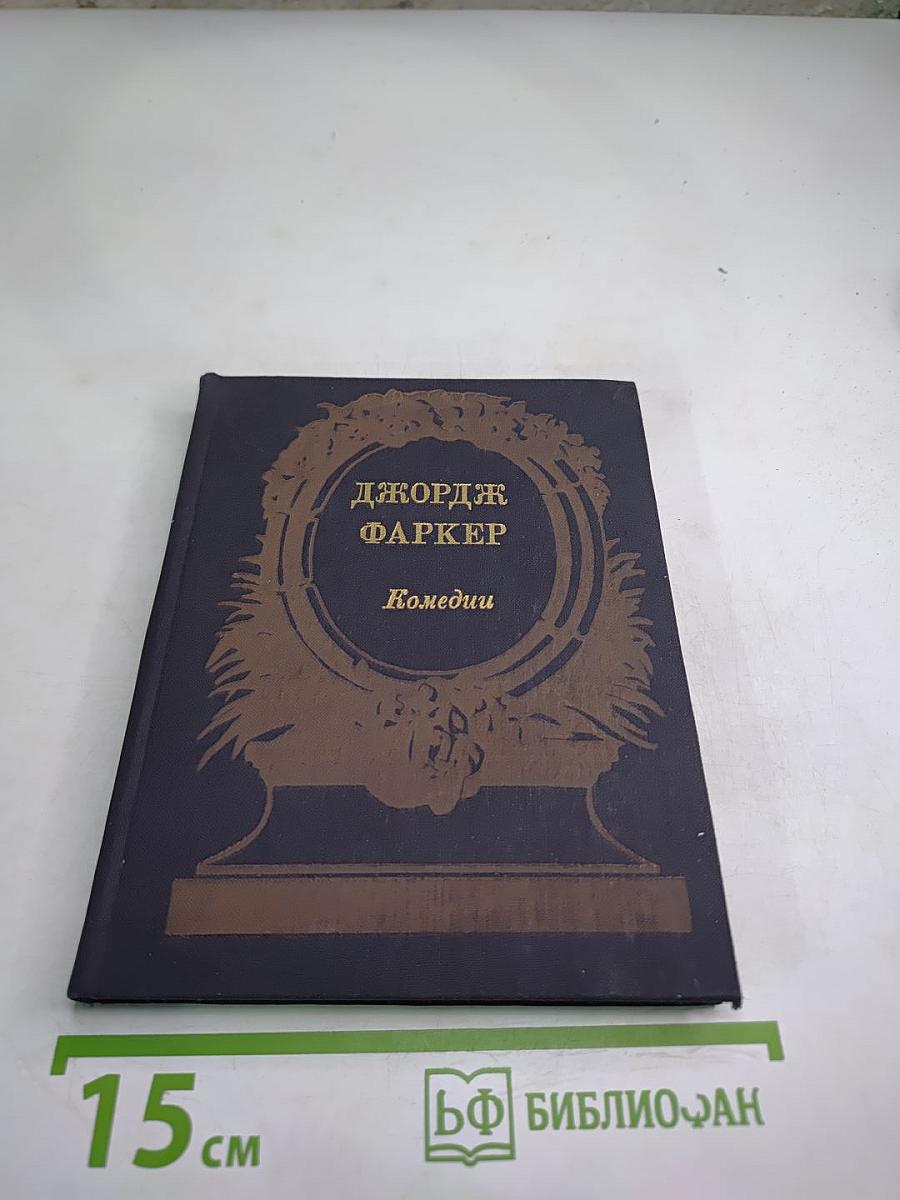 ДЖОРДЖ
ФАРКЕР
Комедии
15 см
БФ БИБЛИОФАН